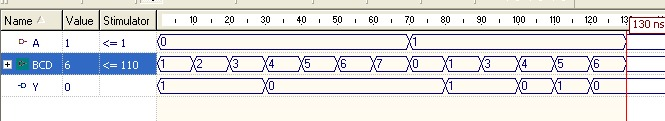 Name Value Stimulator 10 20 30 40 50 60 70 80 90 100 110 120 13 130 ns
A 1 <= 1 0 1
BCD 6 <= 110 1 2 3 4 5 6 7 0 1 3 4 5 6
Y 0 1 0 1 0 1 0